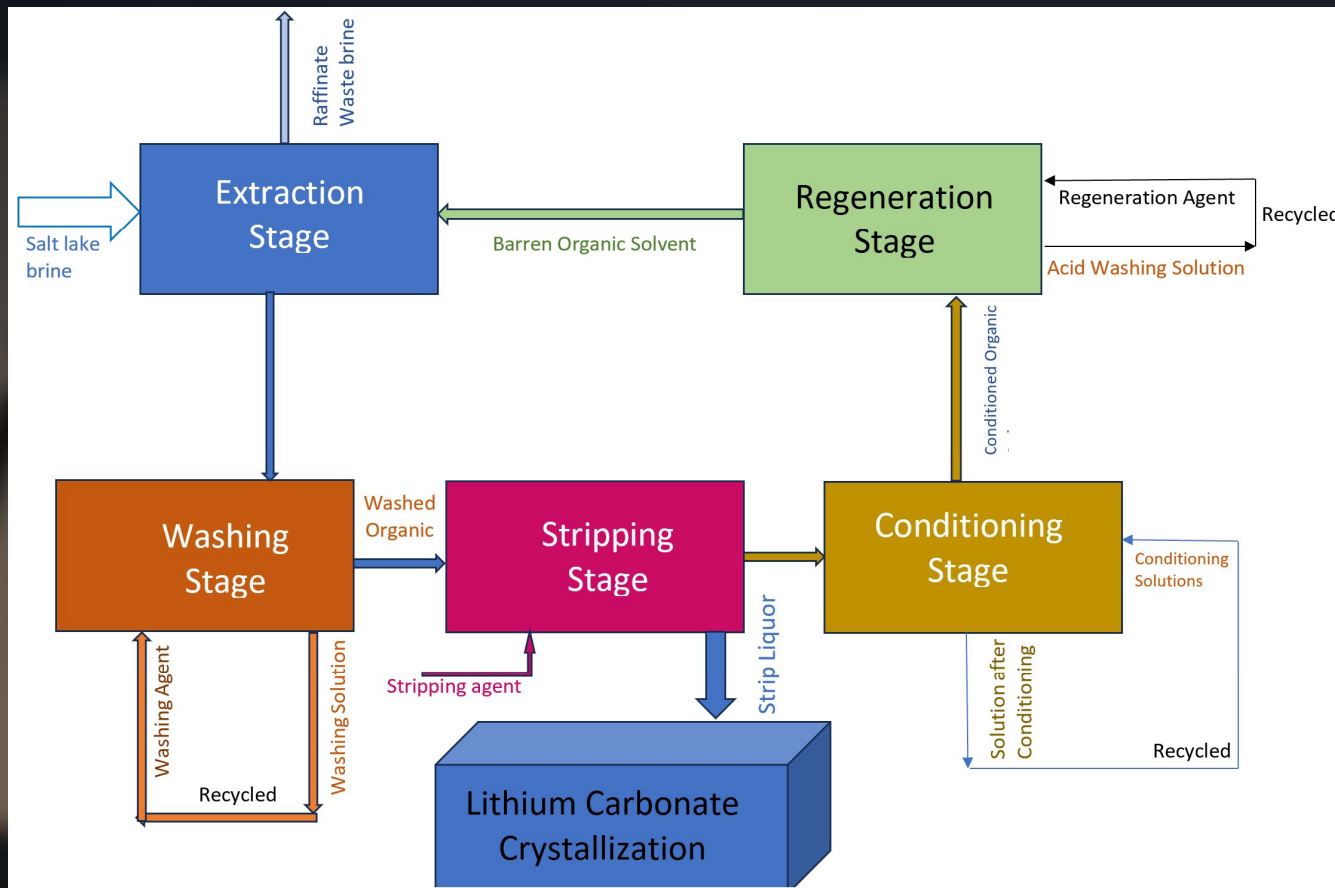 Raffinate
Waste brine
Extraction
Stage
Regeneration
Stage
Regeneration Agent
Recycled
Acid Washing Solution
Salt lake
brine
Barren Organic Solvent
Conditioned Organic
Washing
Stage
Washed
Organic
Stripping
Stage
Conditioning
Stage
Conditioning
Solutions
Washing Agent
Washing Solution
Recycled
Stripping agent
Strip Liquor
Solution after
Conditioning
Recycled
Lithium Carbonate
Crystallization